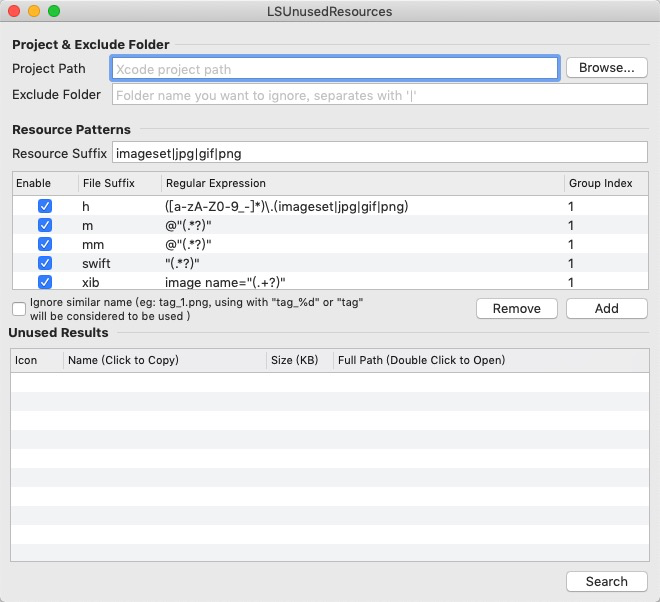 LSUnusedResources
Project & Exclude Folder
Project Path Xcode project path Browse...
Exclude Folder Folder name you want to ignore, separates with '|'
Resource Patterns
Resource Suffix imageset|jpg|gif|png
Enable File Suffix Regular Expression Group Index
h ([a-zA-Z0-9_-]*)\.(imageset|jpg|gif|png) 1
m @"(.*?)" 1
mm @"(.*?)" 1
swift "(.*?)" 1
xib image name="(.+?)" 1
Ignore similar name (eg: tag_1.png, using with "tag_%d" or "tag"
will be considered to be used )
Remove Add
Unused Results
Icon Name (Click to Copy) Size (KB) Full Path (Double Click to Open)
Search